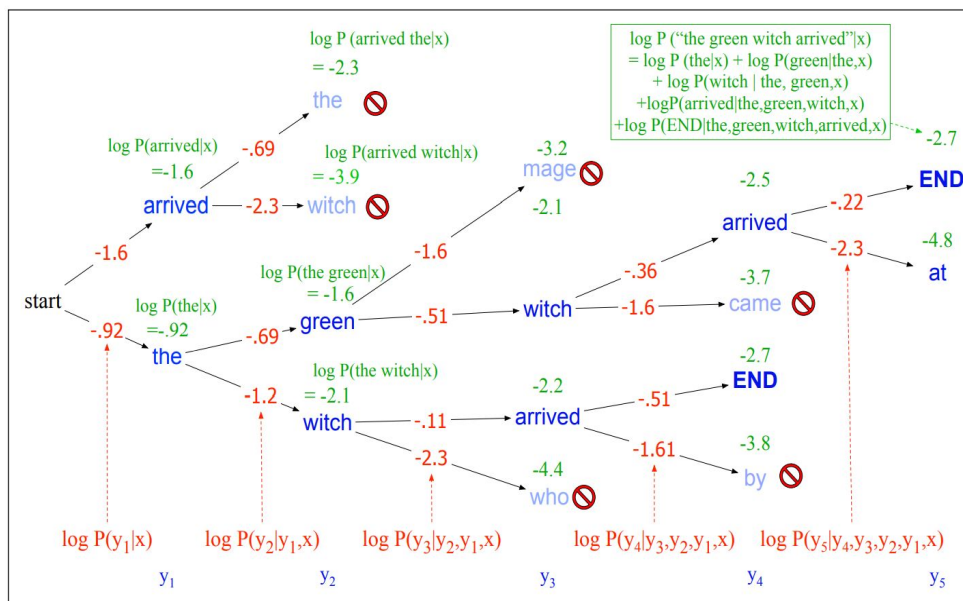 log P (arrived the|x)
= -2.3
the
log P (“the green witch arrived”|x)
= log P (the|x) + log P(green|the,x)
+ log P(witch | the, green,x)
+logP(arrived|the,green,witch,x)
+log P(END|the,green,witch,arrived,x)
log P(arrived|x)
=-1.6
arrived
-.69
log P(arrived witch|x)
= -3.9
-2.3
witch
-3.2
mage
-2.1
-2.5
arrived
-.22
-2.7
END
-2.3
-4.8
at
-1.6
start
-.92
log P(the|x)
=-.92
the
-.69
log P(the green|x)
= -1.6
green
-1.6
-.51
witch
-.36
-1.6
-3.7
came
-1.2
log P(the witch|x)
= -2.1
witch
-.11
-2.2
arrived
-.51
-2.7
END
-2.3
-4.4
who
-1.61
-3.8
by
log P(y1|x)
log P(y2|y1,x)
log P(y3|y2,y1,x)
log P(y4|y3,y2,y1,x)
log P(y5|y4,y3,y2,y1,x)
y1
y2
y3
y4
y5